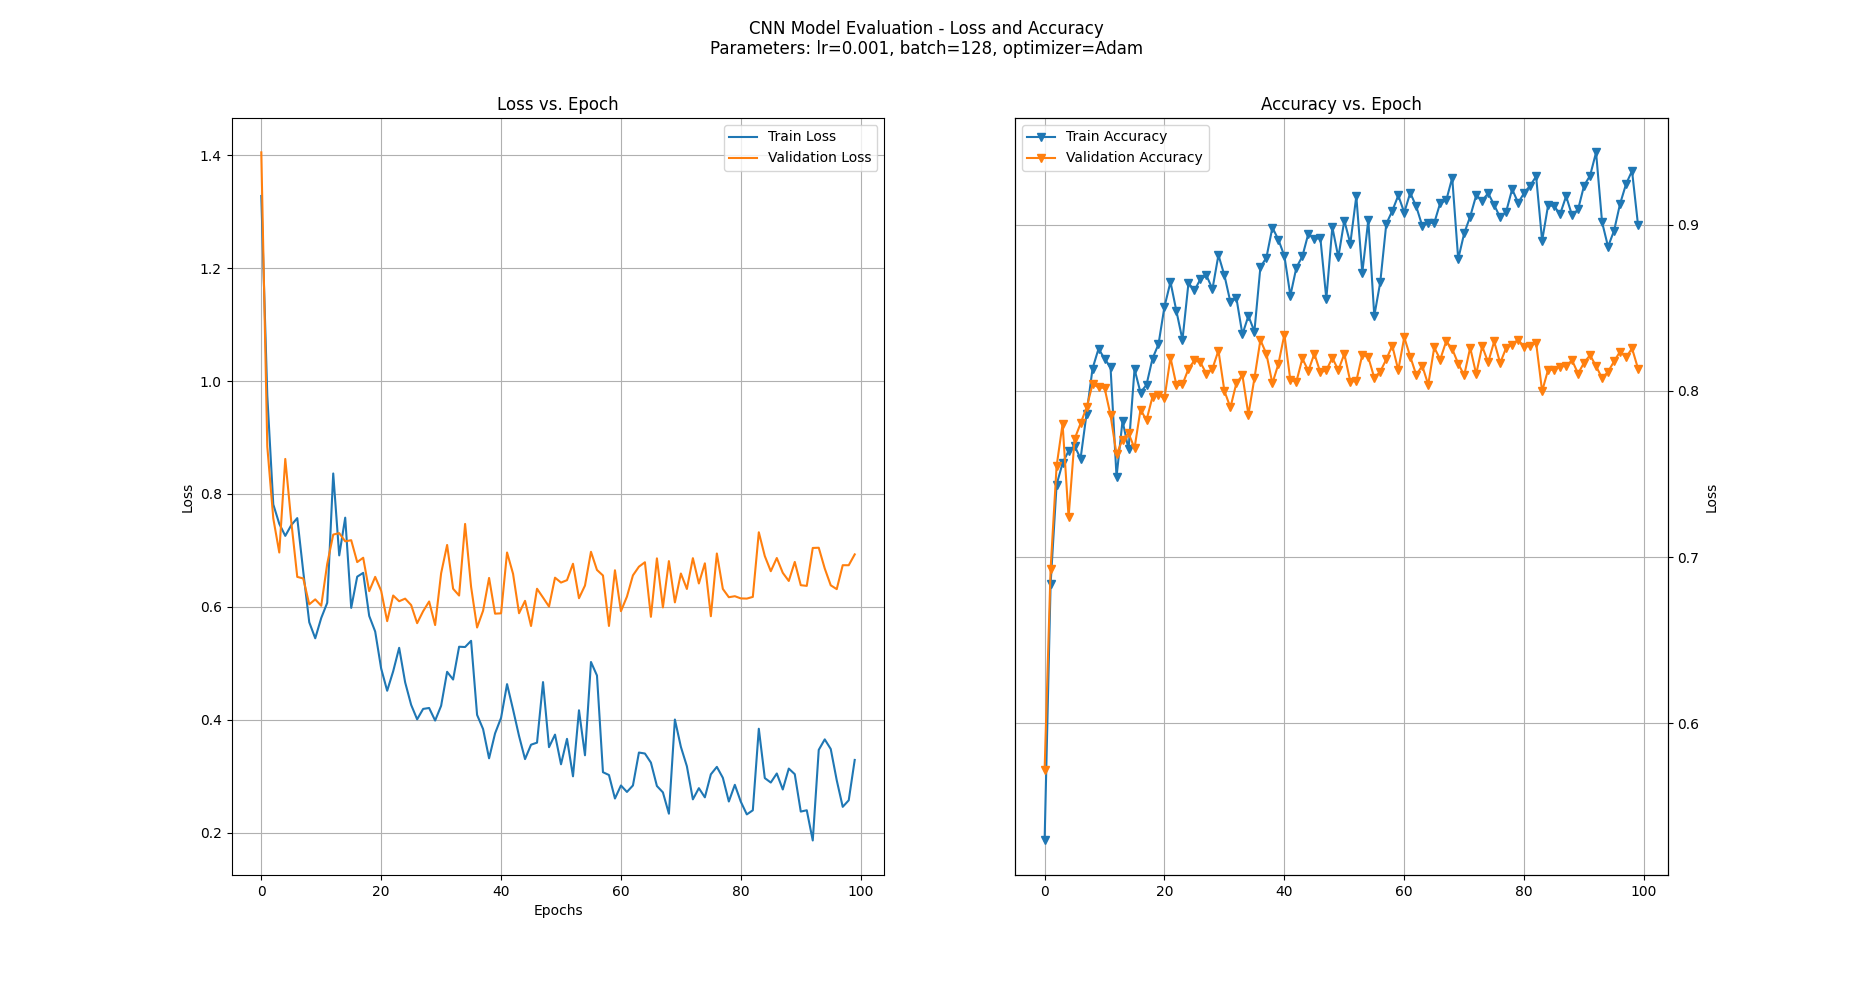 CNN Model Evaluation - Loss and Accuracy
Parameters: lr=0.001, batch=128, optimizer=Adam
Loss vs. Epoch
Train Loss
Validation Loss
1.4
1.2
1.0
0.8
0.6
0.4
0.2
Loss
0
20
40
60
80
100
Epochs
Accuracy vs. Epoch
Train Accuracy
Validation Accuracy
0.9
0.8
0.7
0.6
Loss
0
20
40
60
80
100